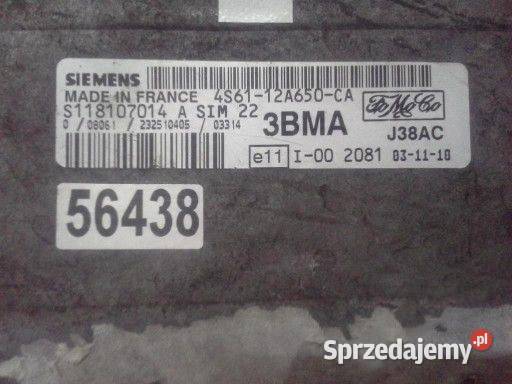 SIEMENS
MADE IN FRANCE 4S61-12A650-CA
S118107014 A SIM 22
0 / 08061 / 232510405 / 03314
3BMA
FoMoCo
J38AC
e11 I-00 2081 03-11-10
56438
Sprzedajemy.pl